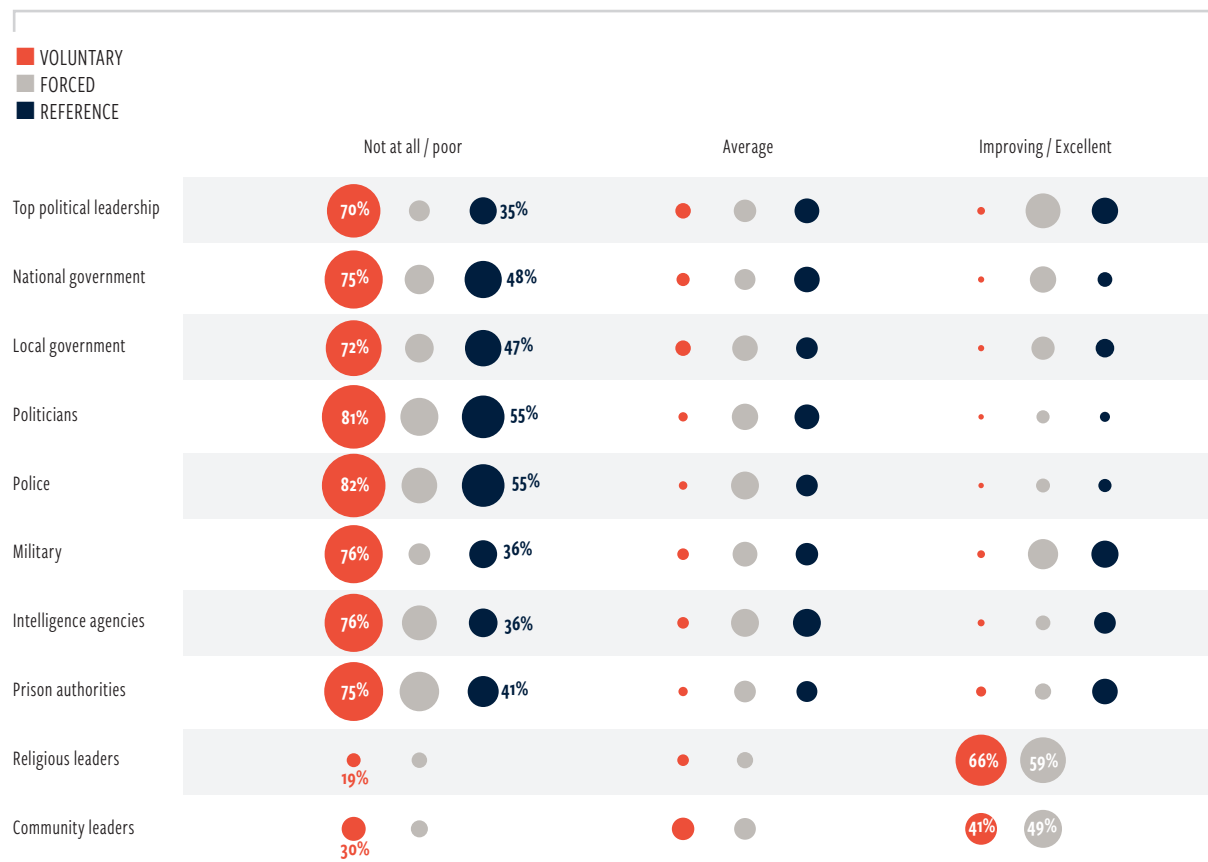 VOLUNTARY
FORCED
REFERENCE
Not at all / poor Average Improving / Excellent
Top political leadership 70% 35%
National government 75% 48%
Local government 72% 47%
Politicians 81% 55%
Police 82% 55%
Military 76% 36%
Intelligence agencies 76% 36%
Prison authorities 75% 41%
Religious leaders 19% 66% 59%
Community leaders 30% 41% 49%